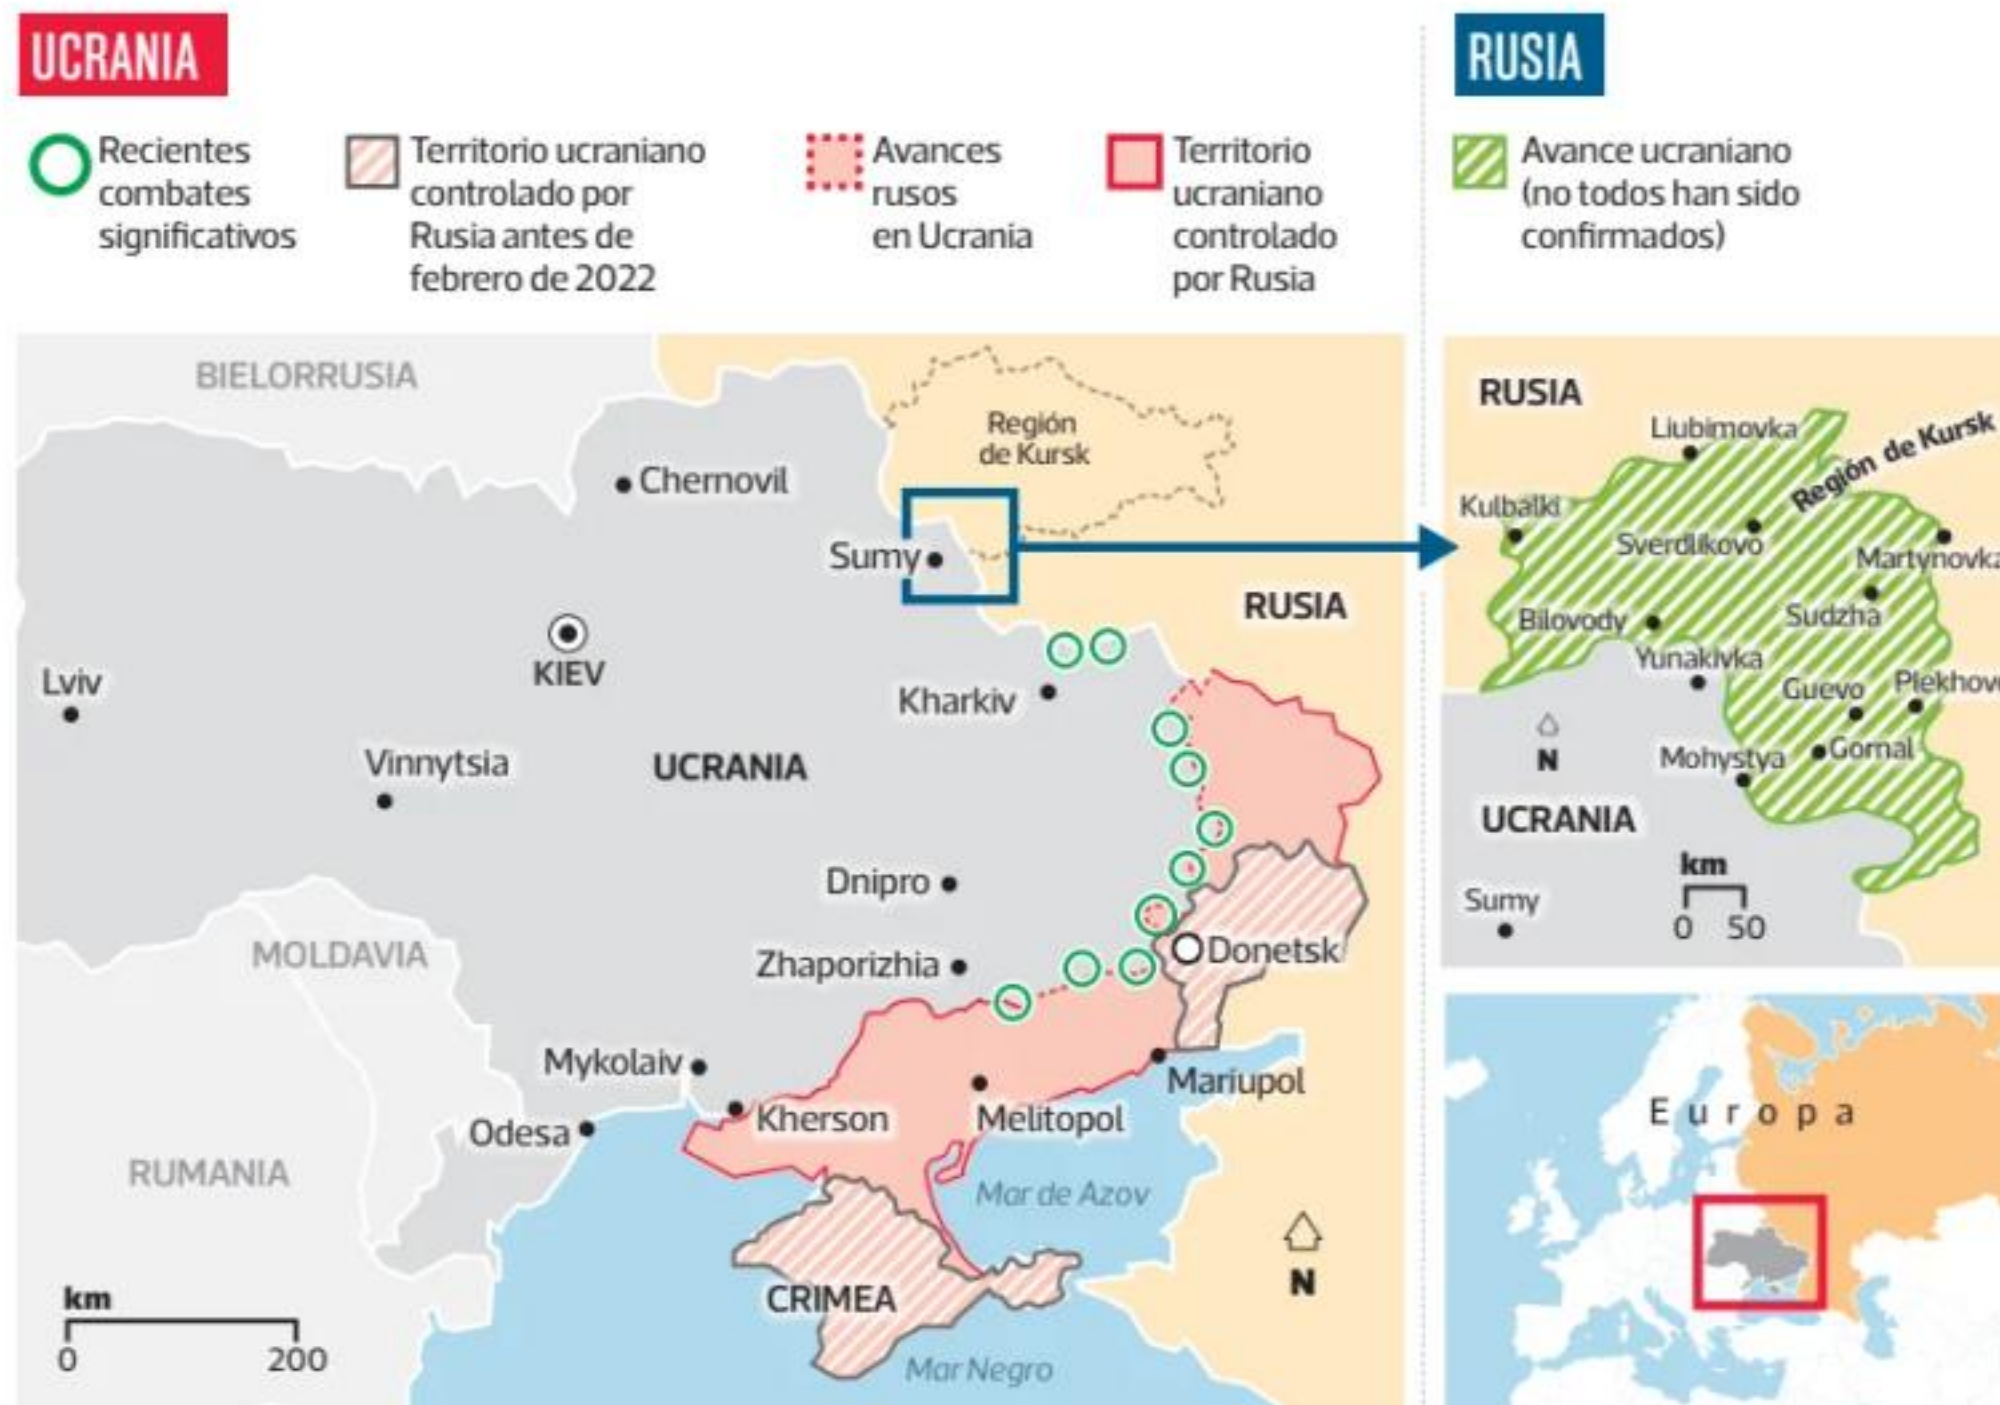 UCRANIA
Recientes
combates
significativos
Territorio ucraniano
controlado por
Rusia antes de
febrero de 2022
Avances
rusos
en Ucrania
Territorio
ucraniano
controlado
por Rusia
RUSIA
Avance ucraniano
(no todos han sido
confirmados)
BIELORRUSIA
Región
de Kursk
Chernovil
Sumy
RUSIA
KIEV
Lviv
Kharkiv
Vinnytsia
UCRANIA
Dnipro
MOLDAVIA
Zhaporizhia
Donetsk
Mykolaiv
Mariupol
Kherson
Melitopol
Odesa
RUMANIA
Mar de Azov
N
CRIMEA
km
0 200
Mar Negro
RUSIA
Liubimovka
Región de Kursk
Kulbalki
Sverdlikovo
Martynovka
Bilovody
Sudzha
Yunakivka
Guevo
Plekhovo
N
Mohystya
Gornal
UCRANIA
km
0 50
Sumy
Europa